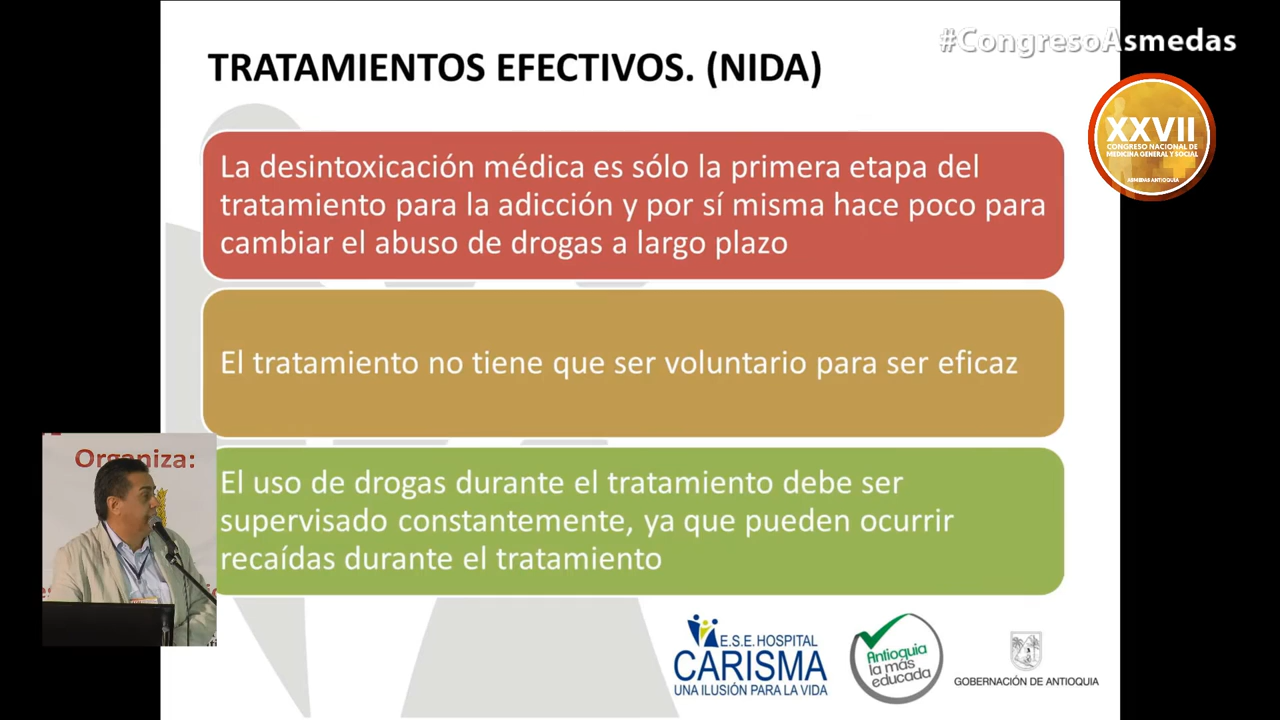 #CongresoAsmedas
TRATAMIENTOS EFECTIVOS. (NIDA)
XXVII
CONGRESO NACIONAL DE
MEDICINA GENERAL Y SOCIAL
ASMEDAS ANTIOQUIA
La desintoxicación médica es sólo la primera etapa del
tratamiento para la adicción y por sí misma hace poco para
cambiar el abuso de drogas a largo plazo
El tratamiento no tiene que ser voluntario para ser eficaz
Organiza:
El uso de drogas durante el tratamiento debe ser
supervisado constantemente, ya que pueden ocurrir
recaídas durante el tratamiento
E.S.E. HOSPITAL
CARISMA
UNA ILUSIÓN PARA LA VIDA
Antioquia
la más
educada
GOBERNACIÓN DE ANTIOQUIA